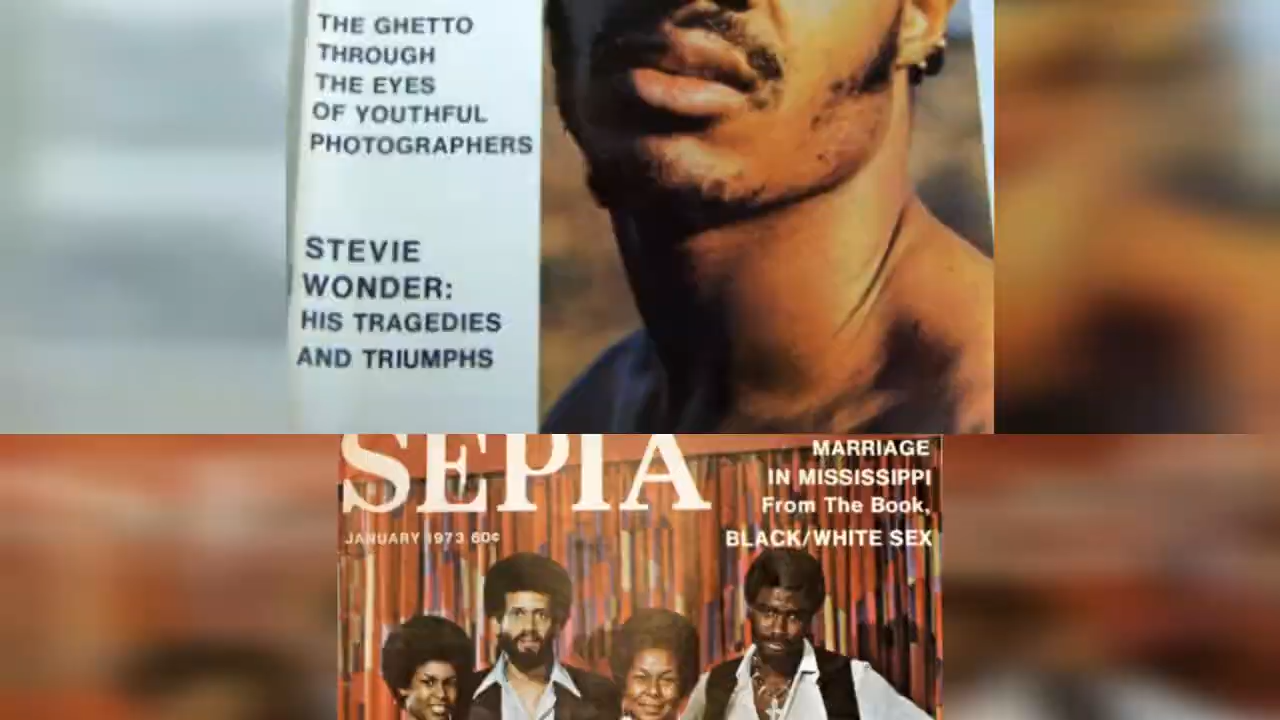 THE GHETTO
THROUGH
THE EYES
OF YOUTHFUL
PHOTOGRAPHERS
STEVIE
WONDER:
HIS TRAGEDIES
AND TRIUMPHS
SEPIA
JANUARY 1973 60¢
MARRIAGE
IN MISSISSIPPI
From The Book,
BLACK/WHITE SEX